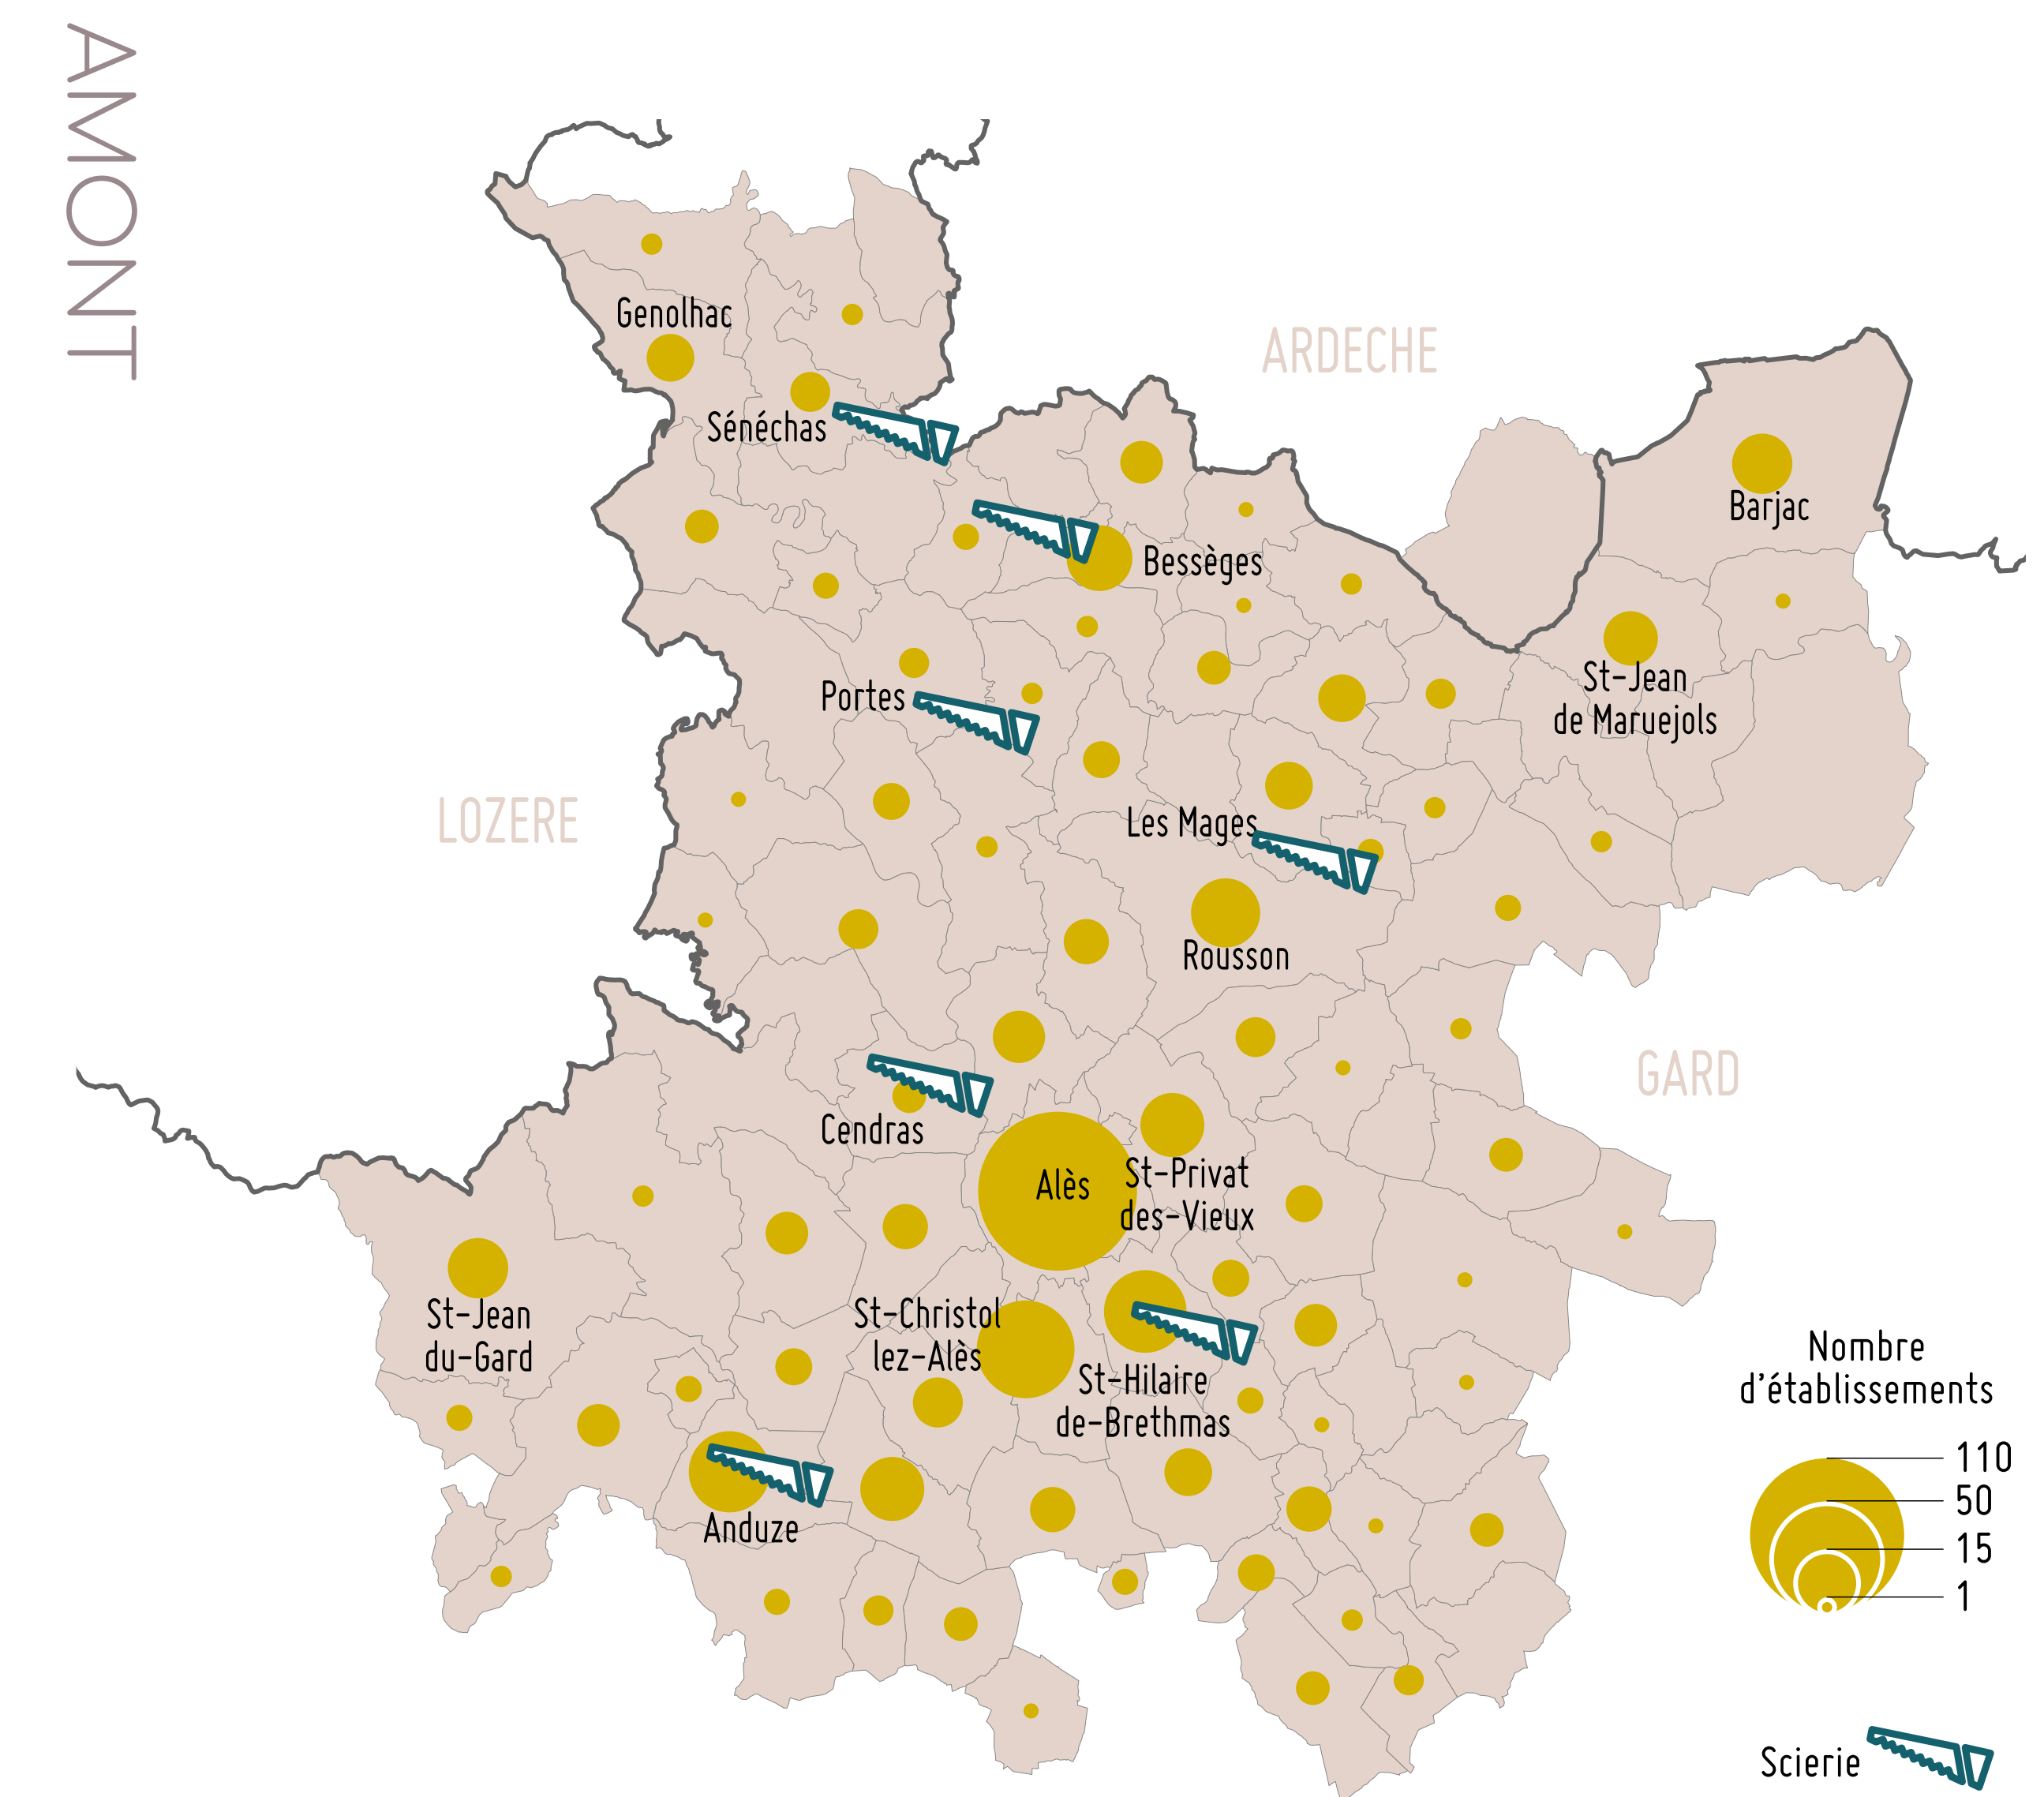 AMONT
Genolhac
ARDECHE
Sénéchas
Barjac
Bessèges
St-Jean
de Maruejols
Portes
LOZERE
Les Mages
Rousson
GARD
Cendras
Alès
St-Privat
des-Vieux
St-Jean
du-Gard
St-Christol
lez-Alès
St-Hilaire
de-Brethmas
Anduze
Nombre
d'établissements
110
50
15
1
Scierie